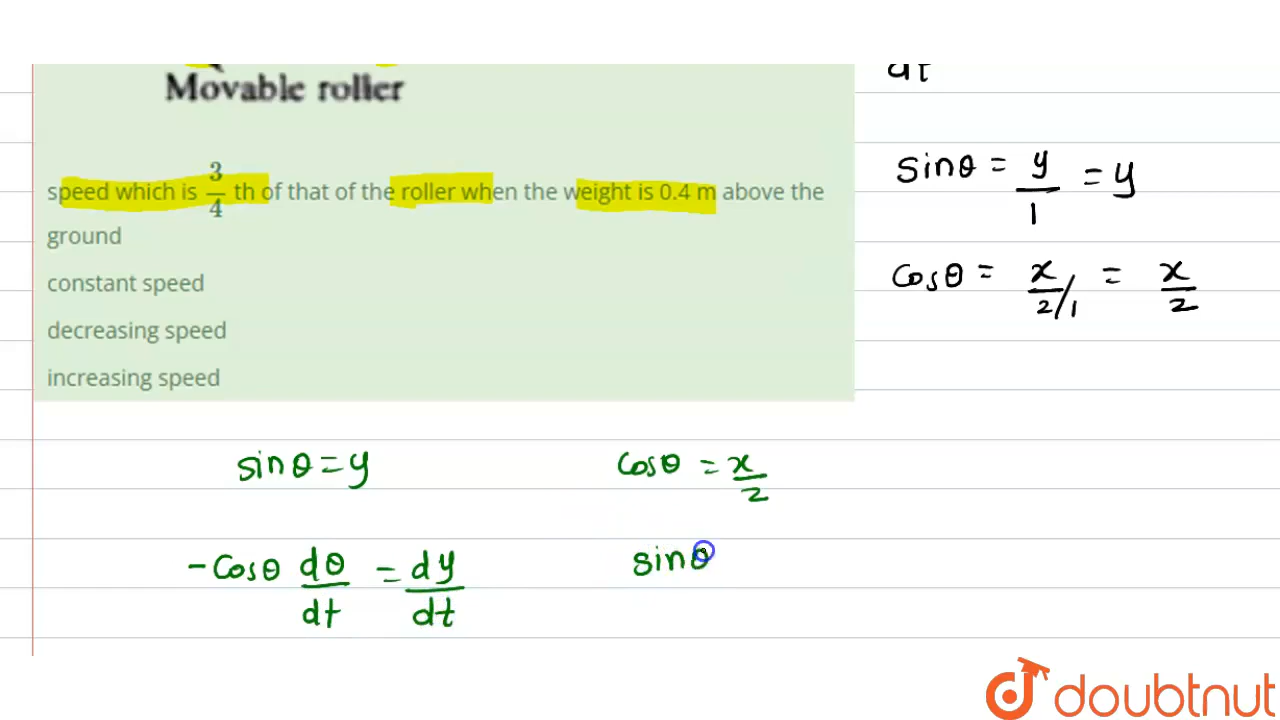 Movable roller
dt
speed which is 3/4 th of that of the roller when the weight is 0.4 m above the
ground
constant speed
decreasing speed
increasing speed
sinθ = y/1 = y
cosθ = x/2/1 = x/2
sinθ = y
cosθ = x/2
-cosθ dθ/dt = dy/dt
sinθ
doubtnut